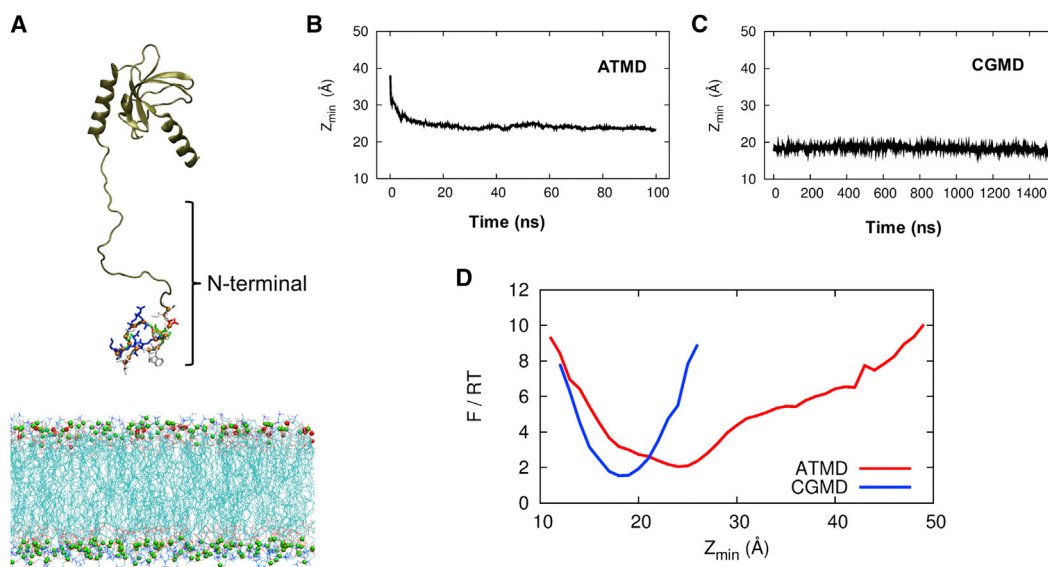 A
N-terminal
B
50
40
30
20
10
Zmin (Å)
ATMD
0 20 40 60 80 100
Time (ns)
C
50
40
30
20
10
Zmin (Å)
CGMD
0 200 400 600 800 1000 1200 1400
Time (ns)
D
12
10
8
6
4
2
0
F / RT
ATMD
CGMD
10 20 30 40 50
Zmin (Å)